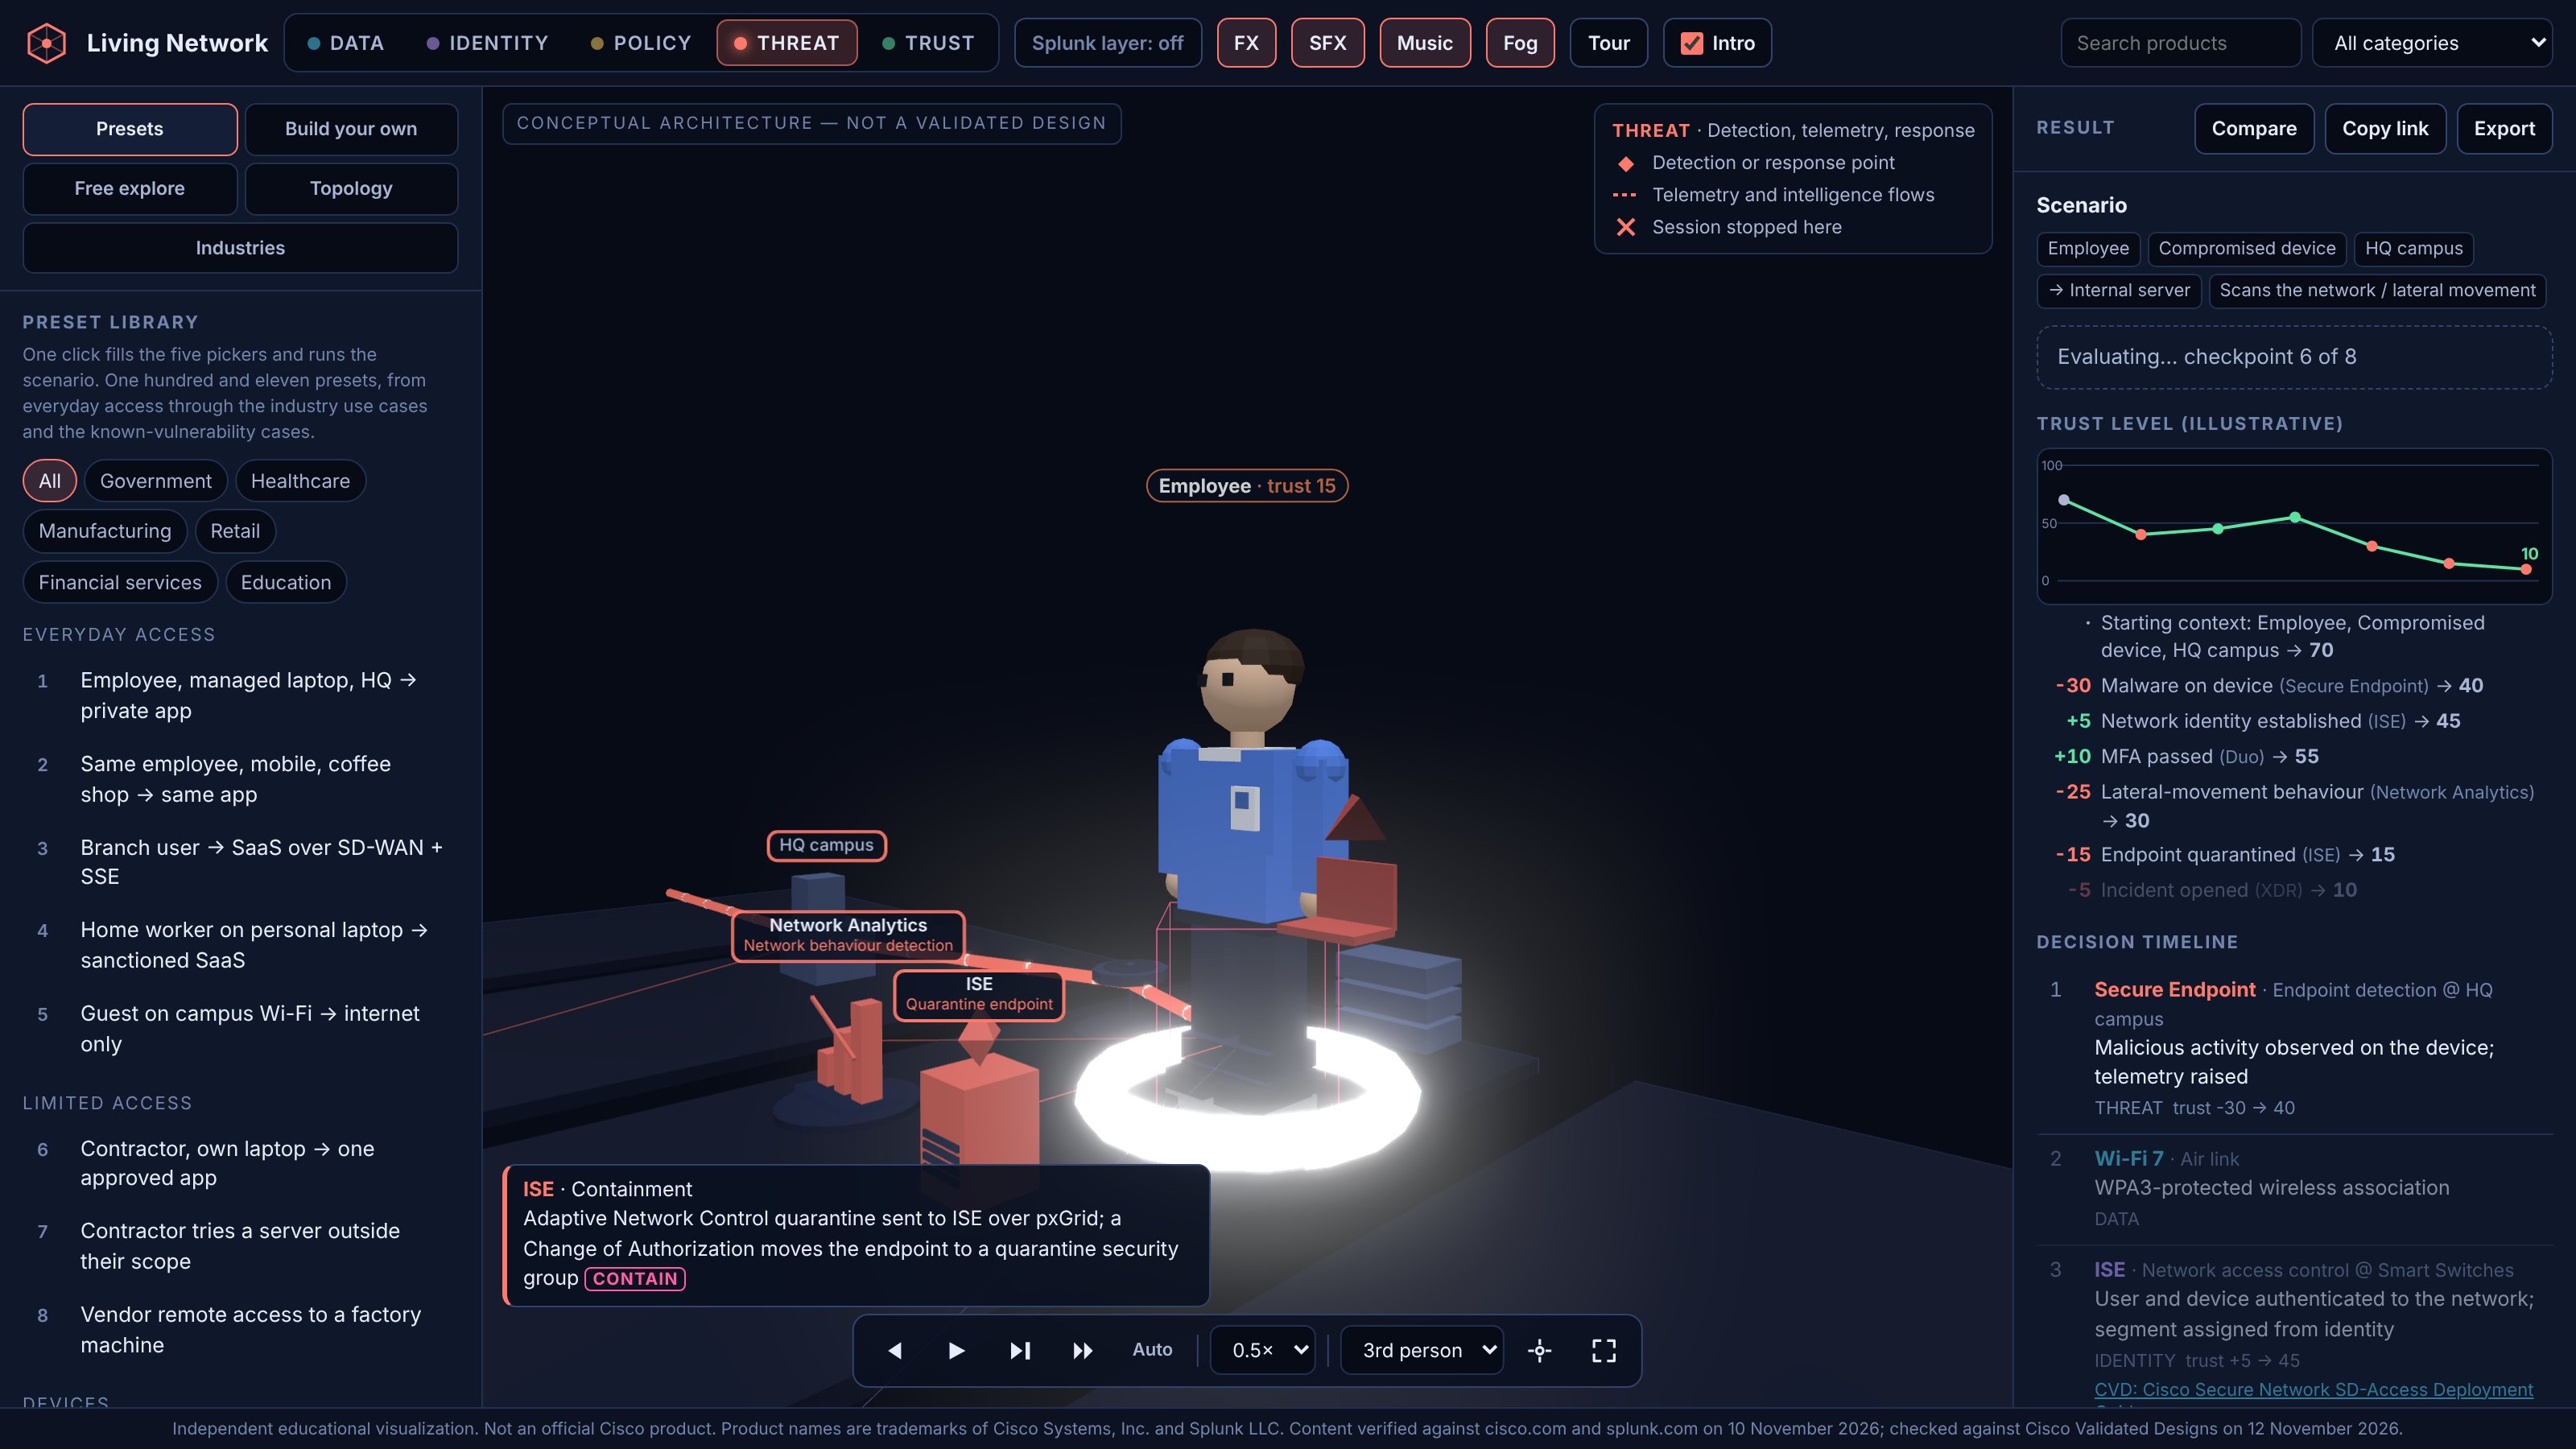 Living Network
DATA
IDENTITY
POLICY
THREAT
TRUST
Splunk layer: off
FX
SFX
Music
Fog
Tour
Intro
Search products
All categories
Presets
Build your own
Free explore
Topology
Industries
PRESET LIBRARY
One click fills the five pickers and runs the
scenario. One hundred and eleven presets, from
everyday access through the industry use cases
and the known-vulnerability cases.
All
Government
Healthcare
Manufacturing
Retail
Financial services
Education
EVERYDAY ACCESS
1 Employee, managed laptop, HQ →
private app
2 Same employee, mobile, coffee
shop → same app
3 Branch user → SaaS over SD-WAN +
SSE
4 Home worker on personal laptop →
sanctioned SaaS
5 Guest on campus Wi-Fi → internet
only
LIMITED ACCESS
6 Contractor, own laptop → one
approved app
7 Contractor tries a server outside
their scope
8 Vendor remote access to a factory
machine
DEVICES
CONCEPTUAL ARCHITECTURE — NOT A VALIDATED DESIGN
THREAT · Detection, telemetry, response
Detection or response point
Telemetry and intelligence flows
Session stopped here
Employee · trust 15
HQ campus
Network Analytics
Network behaviour detection
ISE
Quarantine endpoint
ISE · Containment
Adaptive Network Control quarantine sent to ISE over pxGrid; a
Change of Authorization moves the endpoint to a quarantine security
group CONTAIN
Auto
0.5×
3rd person
RESULT
Compare
Copy link
Export
Scenario
Employee
Compromised device
HQ campus
→ Internal server
Scans the network / lateral movement
Evaluating... checkpoint 6 of 8
TRUST LEVEL (ILLUSTRATIVE)
100
50
0
10
· Starting context: Employee, Compromised
device, HQ campus → 70
-30 Malware on device (Secure Endpoint) → 40
+5 Network identity established (ISE) → 45
+10 MFA passed (Duo) → 55
-25 Lateral-movement behaviour (Network Analytics)
→ 30
-15 Endpoint quarantined (ISE) → 15
-5 Incident opened (XDR) → 10
DECISION TIMELINE
1 Secure Endpoint · Endpoint detection @ HQ
campus
Malicious activity observed on the device;
telemetry raised
THREAT trust -30 → 40
2 Wi-Fi 7 · Air link
WPA3-protected wireless association
DATA
3 ISE · Network access control @ Smart Switches
User and device authenticated to the network;
segment assigned from identity
IDENTITY trust +5 → 45
CVD: Cisco Secure Network SD-Access Deployment
Independent educational visualization. Not an official Cisco product. Product names are trademarks of Cisco Systems, Inc. and Splunk LLC. Content verified against cisco.com and splunk.com on 10 November 2026; checked against Cisco Validated Designs on 12 November 2026.